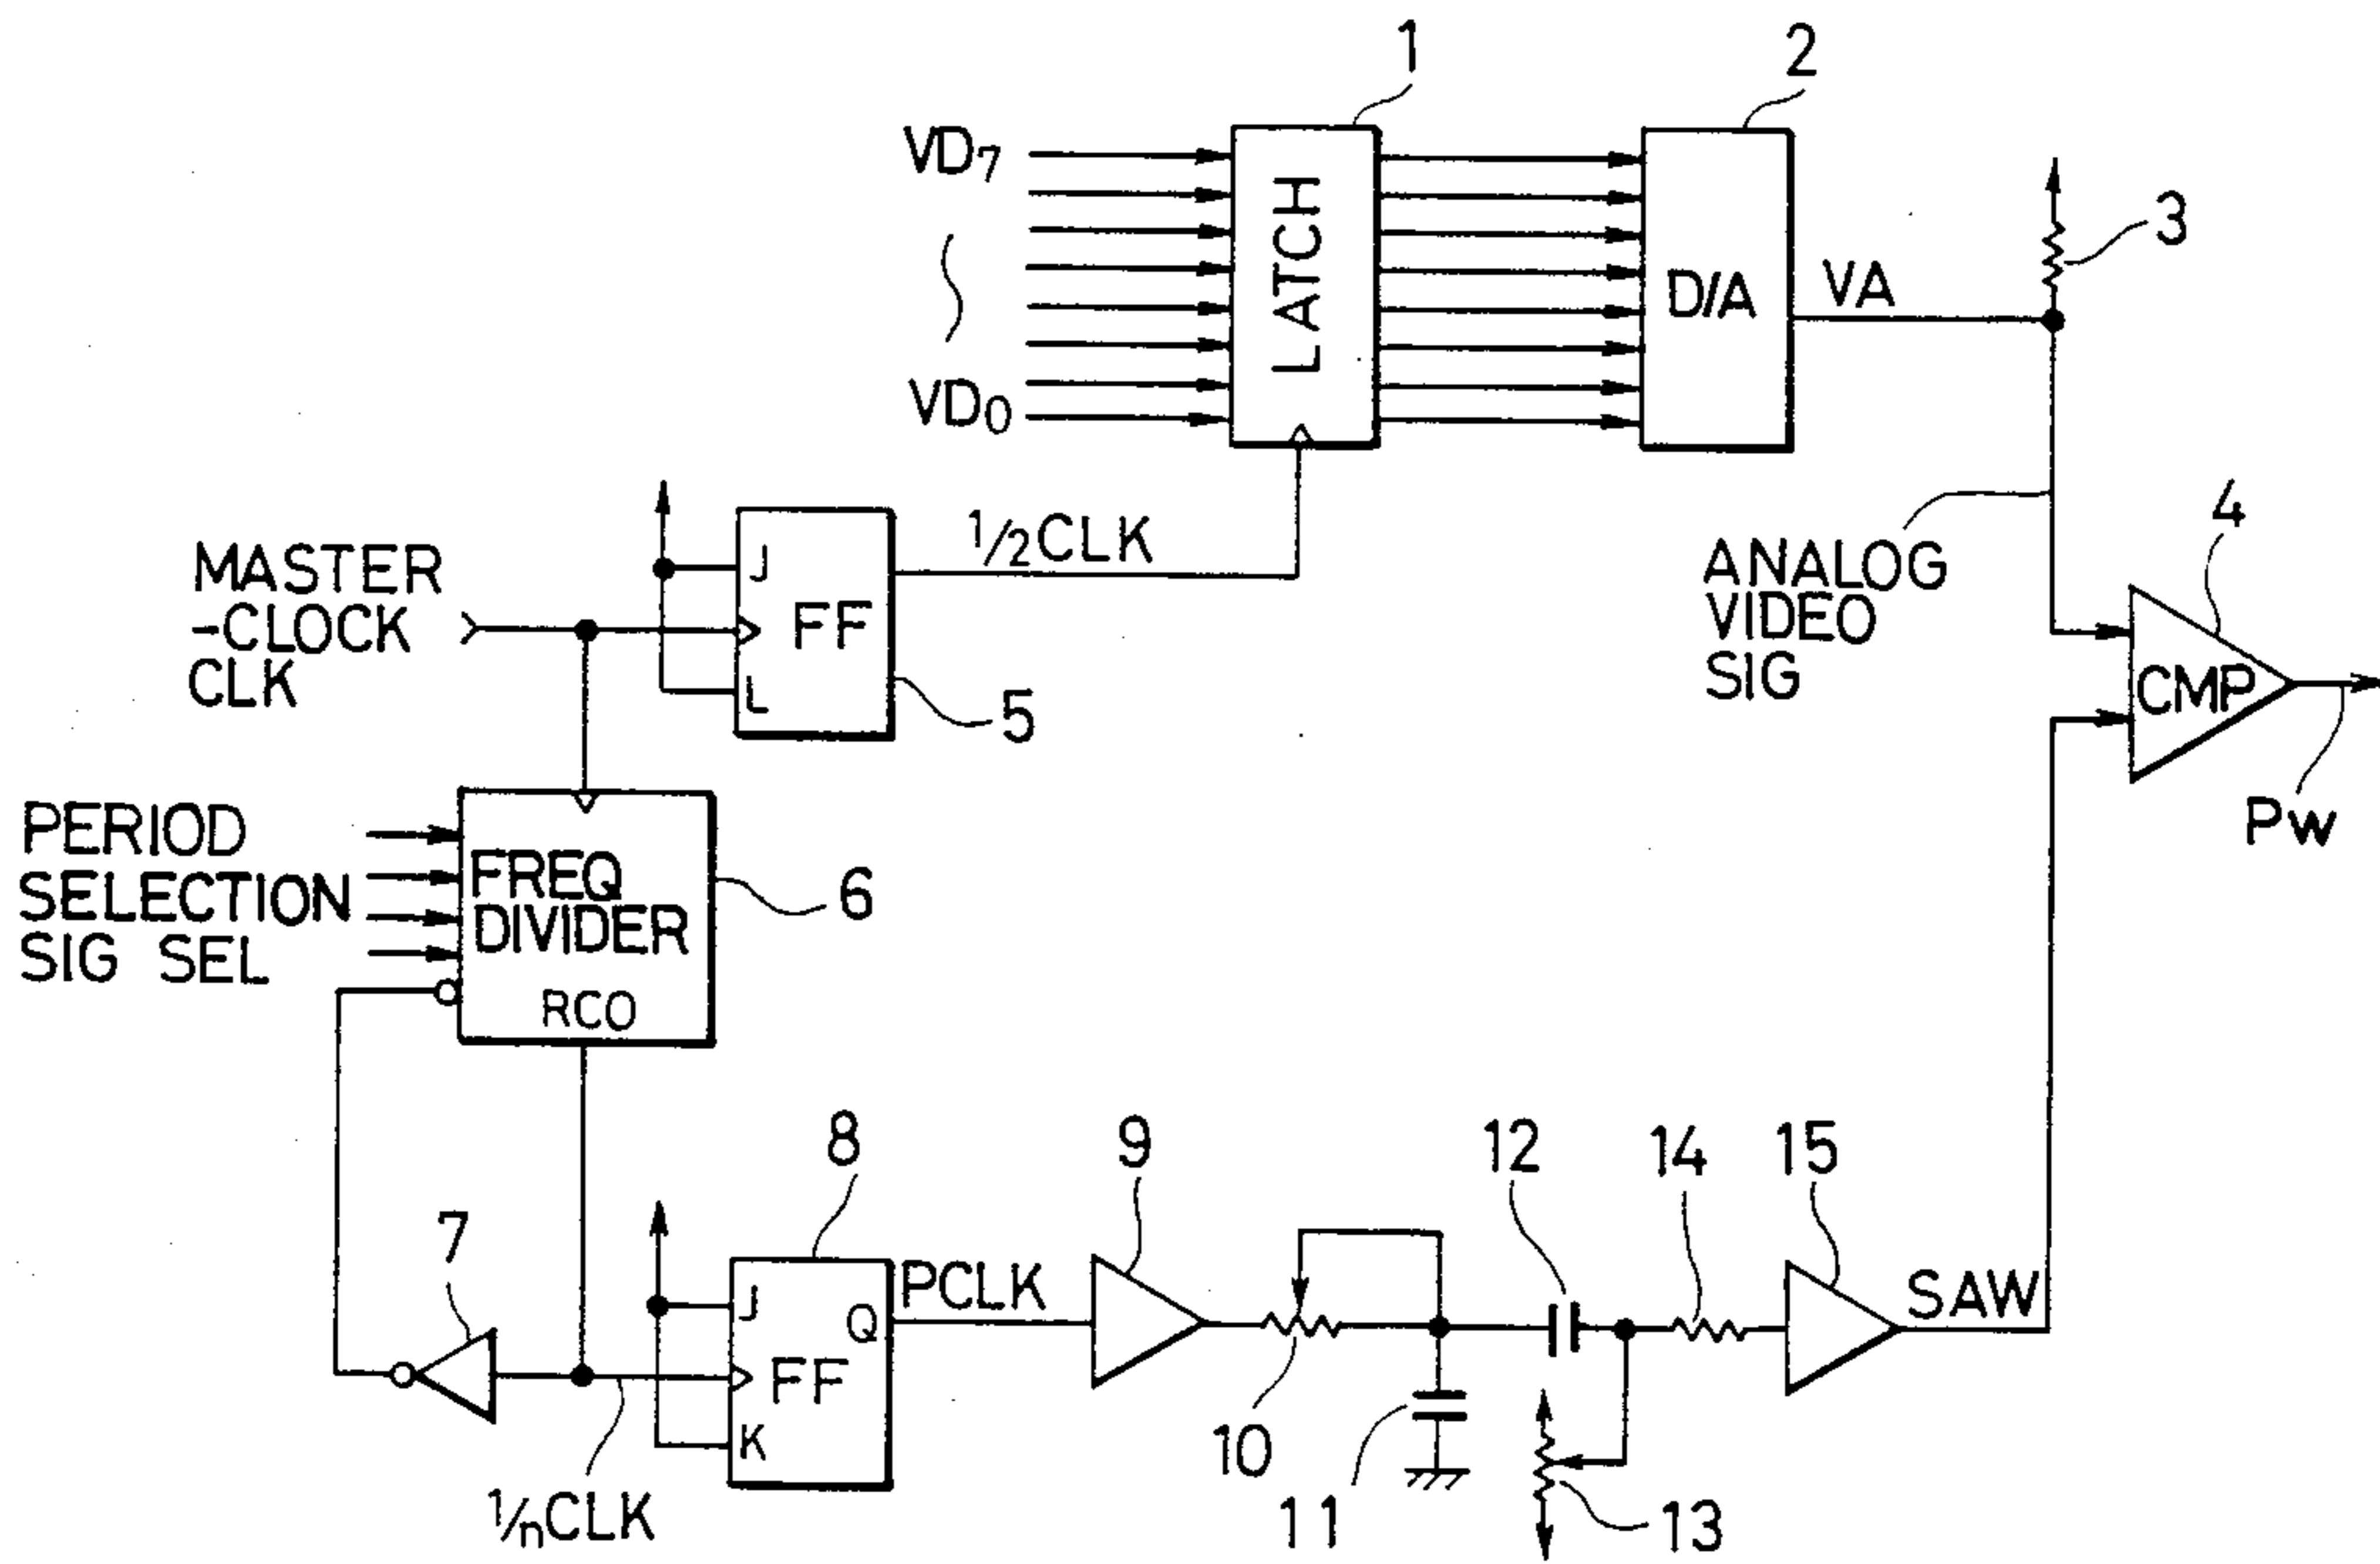 1
2
VD7
VD0
LATCH
D/A
VA
3
1/2 CLK
ANALOG
VIDEO
SIG
4
CMP
Pw
MASTER
-CLOCK
CLK
J
FF
L
5
PERIOD
SELECTION
SIG SEL
FREQ
DIVIDER
RCO
6
7
8
J
Q
FF
K
PCLK
1/nCLK
9
10
11
12
13
14
15
SAW